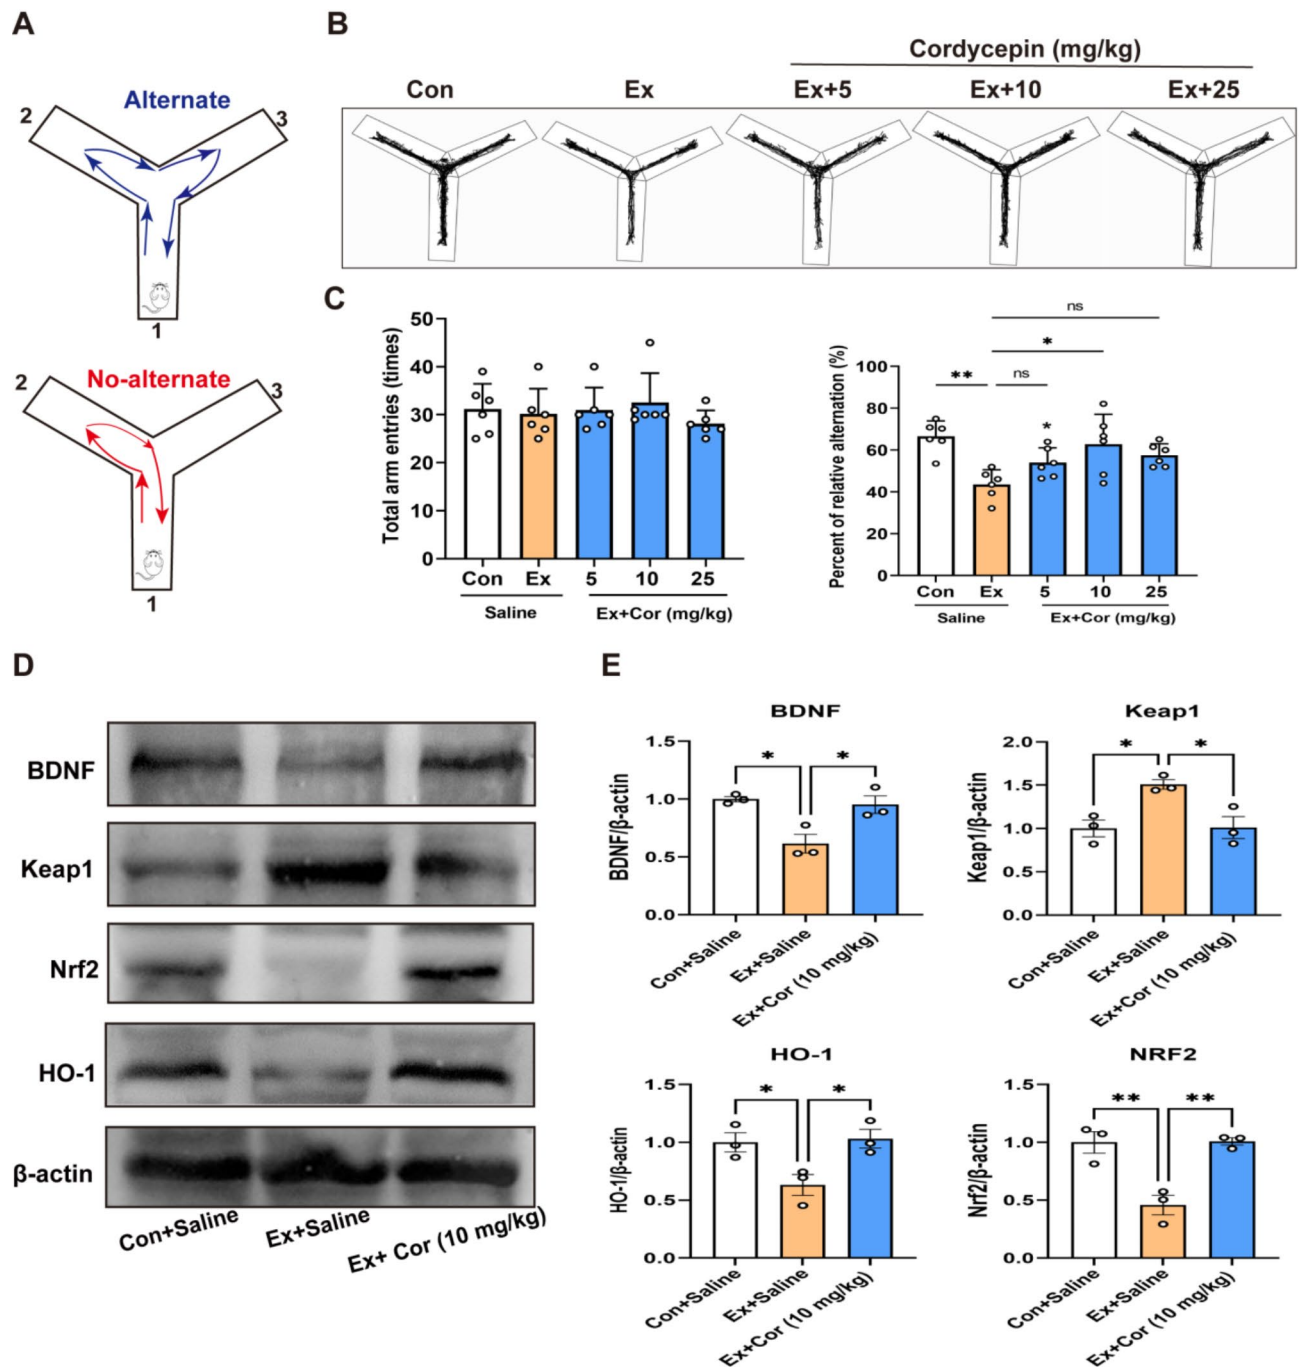 A
Alternate
2
3
1
No-alternate
2
3
1
B
Cordycepin (mg/kg)
Con
Ex
Ex+5
Ex+10
Ex+25
C
Total arm entries (times)
50
40
30
20
10
0
Con
Ex
5
10
25
Saline
Ex+Cor (mg/kg)
Percent of relative alternation (%)
100
80
60
40
20
0
ns
*
**
ns
*
Con
Ex
5
10
25
Saline
Ex+Cor (mg/kg)
D
BDNF
Keap1
Nrf2
HO-1
β-actin
Con+Saline
Ex+Saline
Ex+ Cor (10 mg/kg)
E
BDNF
BDNF/β-actin
1.5
1.0
0.5
0.0
*
*
Con+Saline
Ex+Saline
Ex+Cor (10 mg/kg)
Keap1
Keap1/β-actin
2.0
1.5
1.0
0.5
0.0
*
*
Con+Saline
Ex+Saline
Ex+Cor (10 mg/kg)
HO-1
HO-1/β-actin
1.5
1.0
0.5
0.0
*
*
Con+Saline
Ex+Saline
Ex+Cor (10 mg/kg)
NRF2
Nrf2/β-actin
1.5
1.0
0.5
0.0
**
**
Con+Saline
Ex+Saline
Ex+Cor (10 mg/kg)